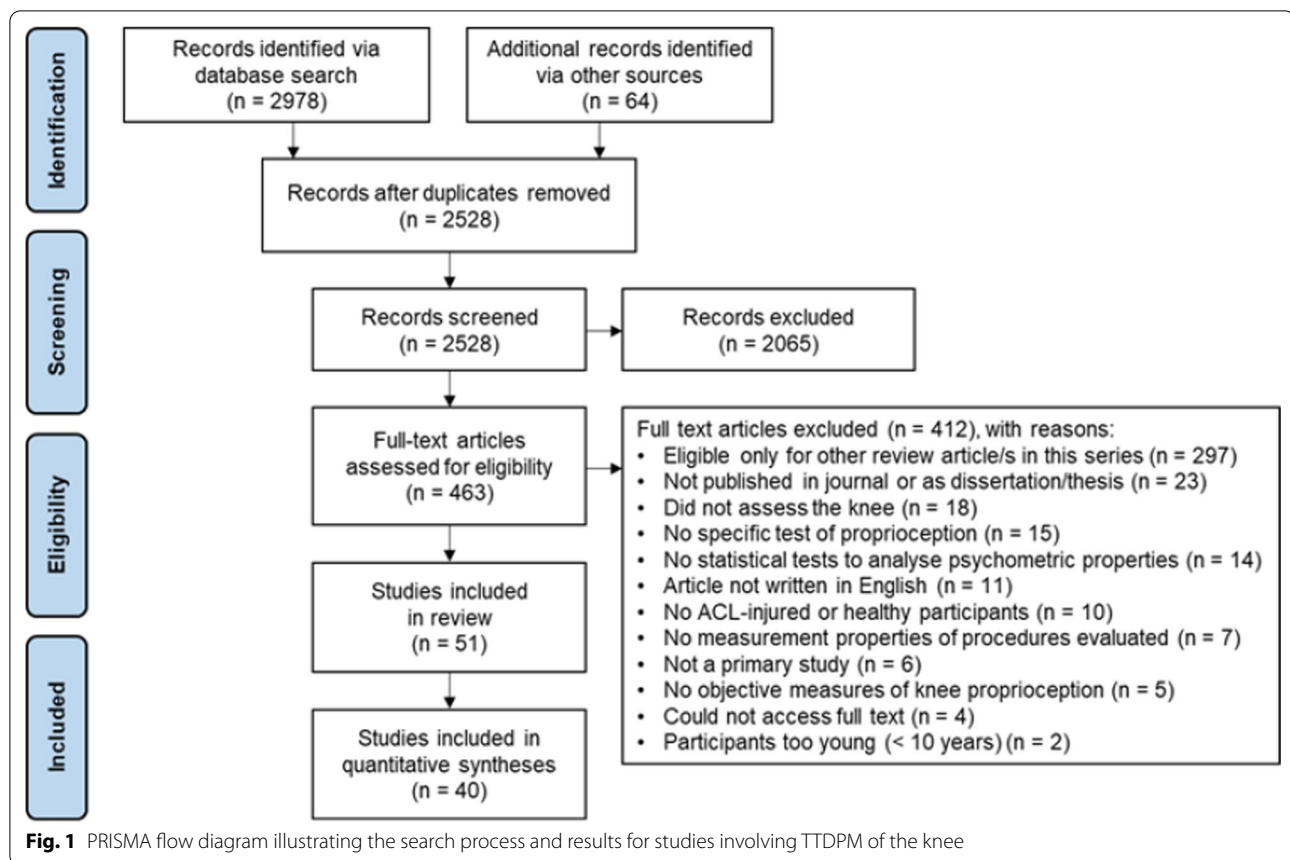 Identification
Records identified via
database search
(n = 2978)
Additional records identified
via other sources
(n = 64)
Records after duplicates removed
(n = 2528)
Screening
Records screened
(n = 2528)
Records excluded
(n = 2065)
Eligibility
Full-text articles
assessed for eligibility
(n = 463)
Full text articles excluded (n = 412), with reasons:
• Eligible only for other review article/s in this series (n = 297)
• Not published in journal or as dissertation/thesis (n = 23)
• Did not assess the knee (n = 18)
• No specific test of proprioception (n = 15)
• No statistical tests to analyse psychometric properties (n = 14)
• Article not written in English (n = 11)
• No ACL-injured or healthy participants (n = 10)
• No measurement properties of procedures evaluated (n = 7)
• Not a primary study (n = 6)
• No objective measures of knee proprioception (n = 5)
• Could not access full text (n = 4)
• Participants too young (< 10 years) (n = 2)
Studies included
in review
(n = 51)
Included
Studies included in
quantitative syntheses
(n = 40)
Fig. 1 PRISMA flow diagram illustrating the search process and results for studies involving TTDPM of the knee